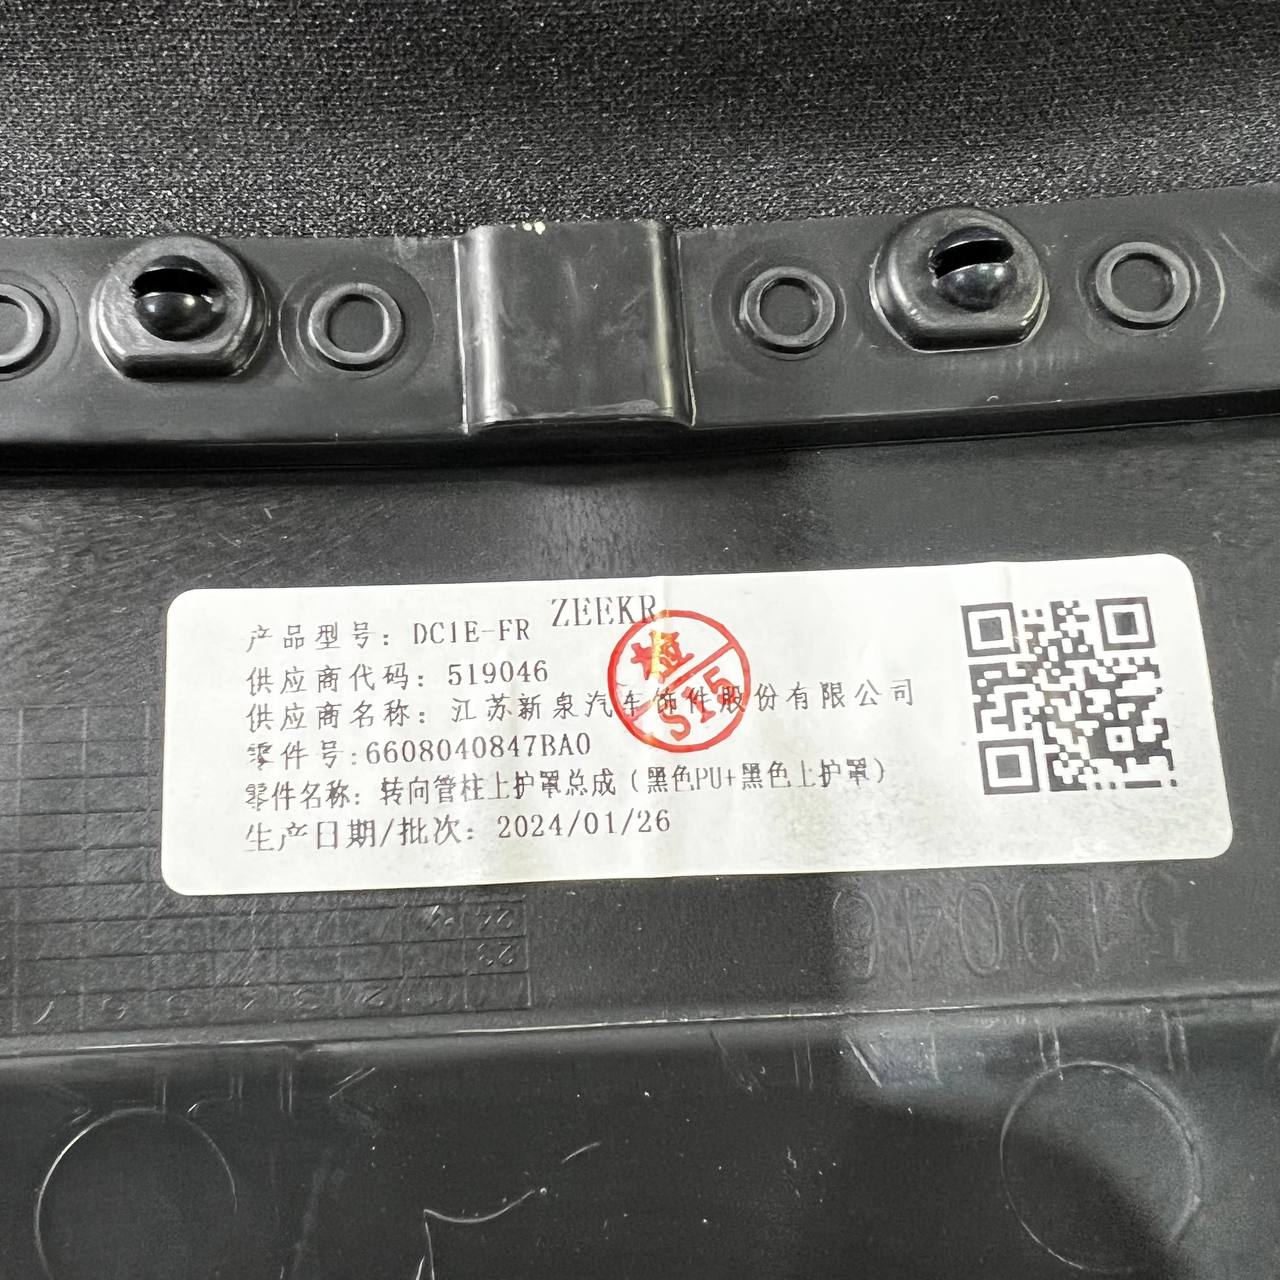 ZEEKR
产品型号：DC1E-FR
供应商代码：519046
供应商名称：江苏新泉汽车饰件股份有限公司
零件号:6608040847BA0
零件名称：转向管柱上护罩总成（黑色PU+黑色上护罩）
生产日期/批次：2024/01/26
检
515
519046
24
23